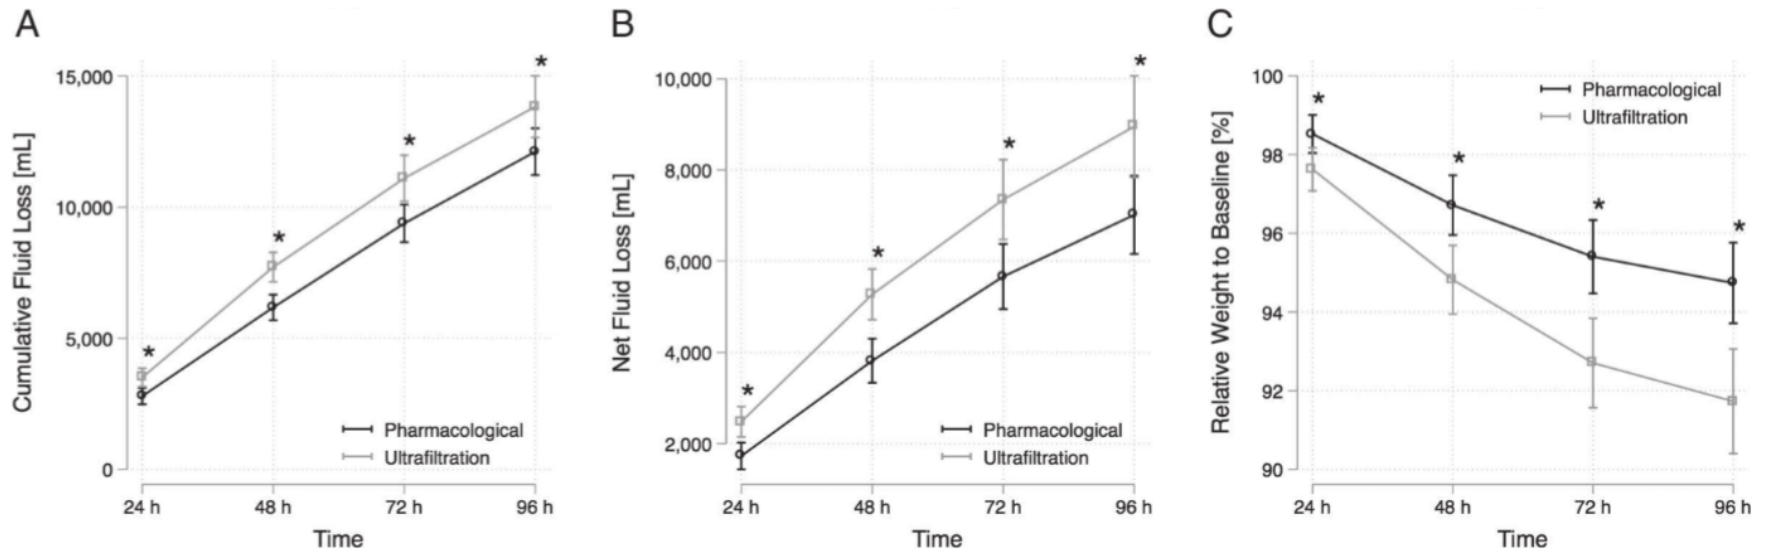 A
Cumulative Fluid Loss [mL]
15,000
10,000
5,000
0
*
*
*
*
Pharmacological
Ultrafiltration
24 h 48 h 72 h 96 h
Time
B
Net Fluid Loss [mL]
10,000
8,000
6,000
4,000
2,000
*
*
*
*
Pharmacological
Ultrafiltration
24 h 48 h 72 h 96 h
Time
C
Relative Weight to Baseline [%]
100
98
96
94
92
90
*
*
*
*
Pharmacological
Ultrafiltration
24 h 48 h 72 h 96 h
Time